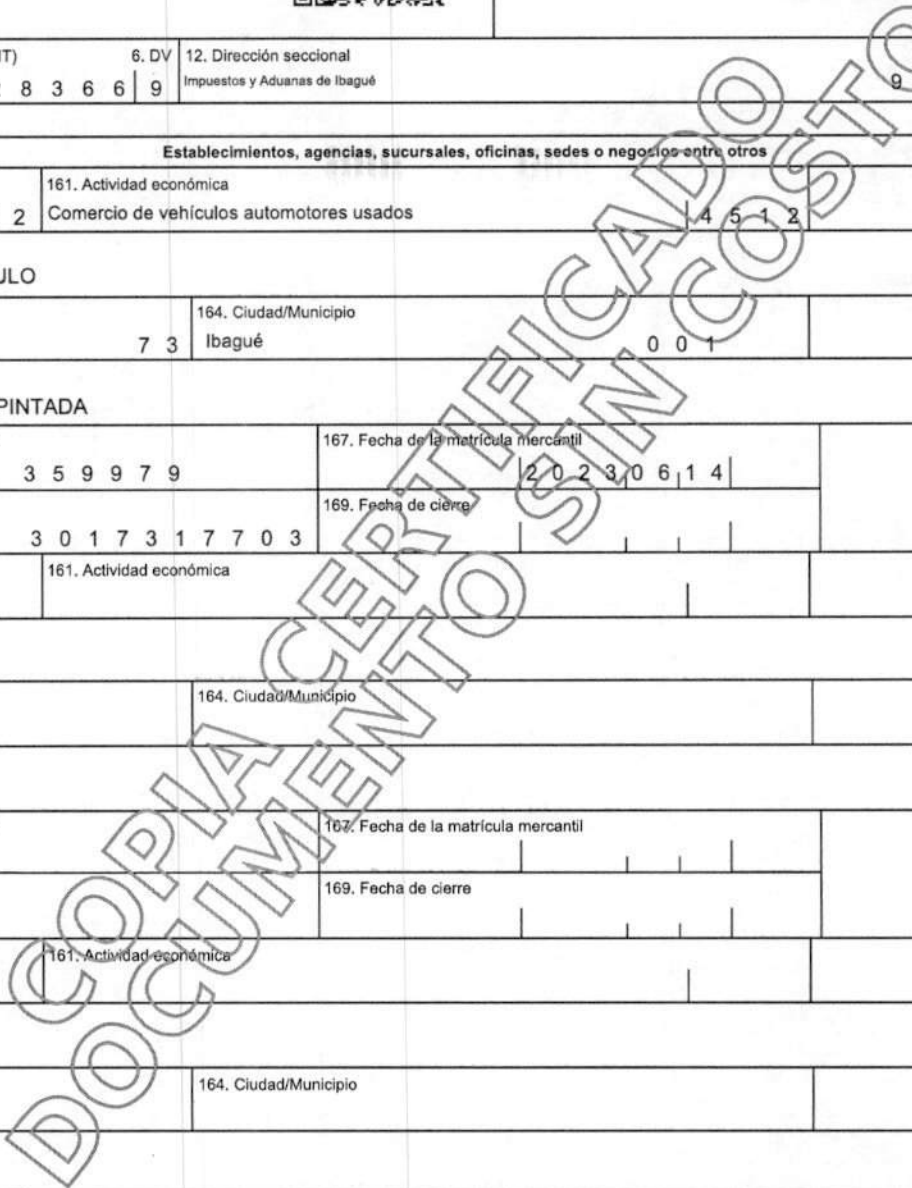 IT) 6. DV 12. Dirección seccional
8 3 6 6 9 Impuestos y Aduanas de Ibagué 9
Establecimientos, agencias, sucursales, oficinas, sedes o negocios entre otros
161. Actividad económica
2 Comercio de vehículos automotores usados 4 5 1 2
ULO
164. Ciudad/Municipio
7 3 Ibagué 0 0 1
PINTADA
167. Fecha de la matrícula mercantil
3 5 9 9 7 9 2 0 2 3 0 6 1 4
169. Fecha de cierre
3 0 1 7 3 1 7 7 0 3
161. Actividad económica
164. Ciudad/Municipio
167. Fecha de la matrícula mercantil
169. Fecha de cierre
161. Actividad económica
164. Ciudad/Municipio
COPIA CERTIFICADO
DOCUMENTO SIN COSTO